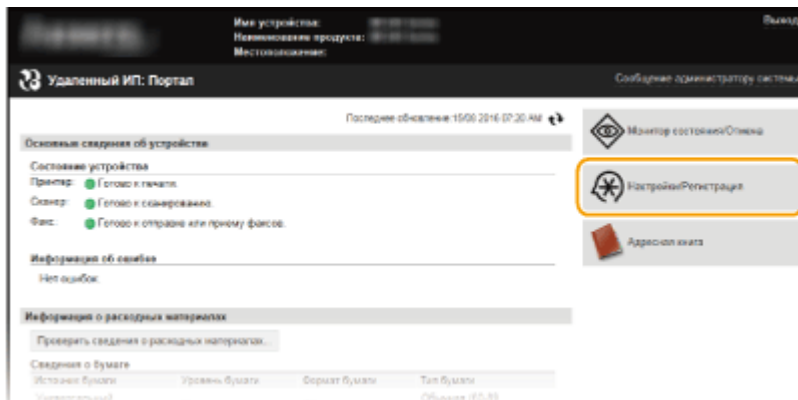 Имя устройства:
Выход
Наименование продукта:
Местоположение:
Удаленный ИП: Портал
Сообщение администратору системы
Последнее обновление:15/08 2016 07:20 AM
Основные сведения об устройстве
Монитор состояния/Отмена
Состояние устройства
Принтер: Готово к печати.
Сканер: Готово к сканированию.
Настройки/Регистрация
Факс: Готово к отправке или приему факсов.
Адресная книга
Информация об ошибке
Нет ошибок.
Информация о расходных материалах
Проверить сведения о расходных материалах...
Сведения о бумаге
Источник бумаги Уровень бумаги Формат бумаги Тип бумаги